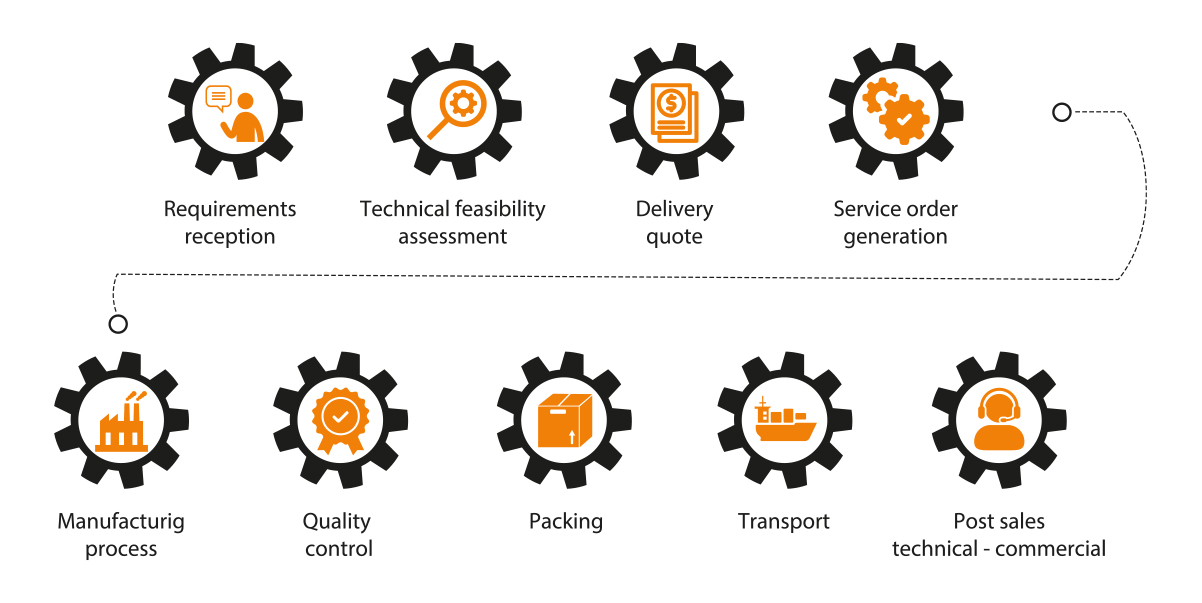 Requirements
reception
Technical feasibility
assessment
Delivery
quote
Service order
generation
Manufacturig
process
Quality
control
Packing
Transport
Post sales
technical - commercial